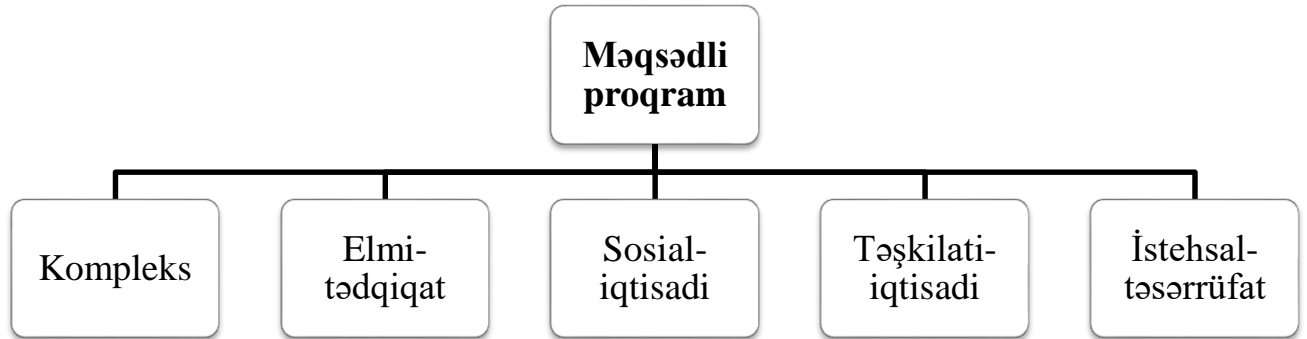 Məqsədli
proqram
Kompleks
Elmi-
tədqiqat
Sosial-
iqtisadi
Təşkilati-
iqtisadi
İstehsal-
təsərrüfat